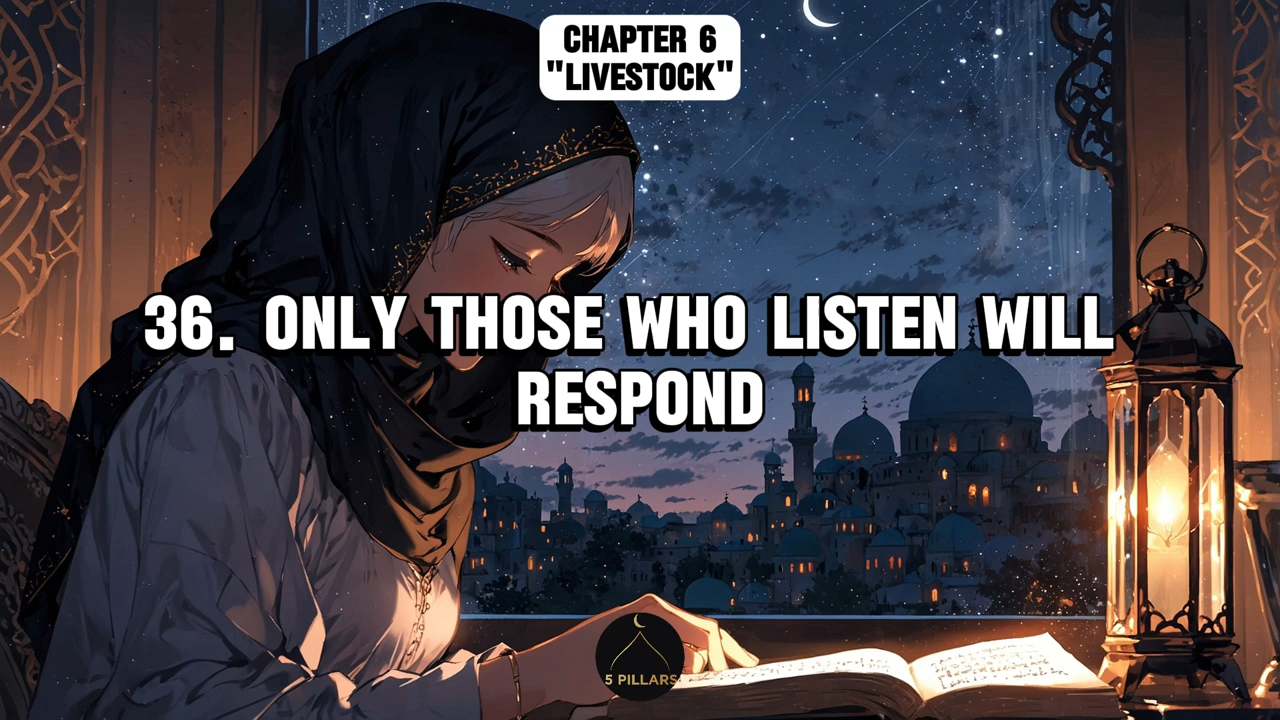 CHAPTER 6
"LIVESTOCK"
36. ONLY THOSE WHO LISTEN WILL
RESPOND
5 PILLARS